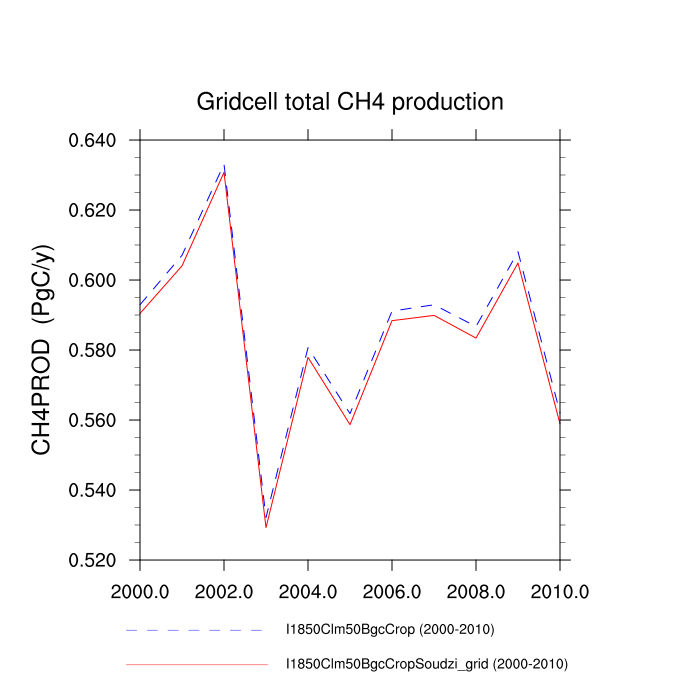 Gridcell total CH4 production
CH4PROD (PgC/y)
0.640
0.620
0.600
0.580
0.560
0.540
0.520
2000.0 2002.0 2004.0 2006.0 2008.0 2010.0
I1850Clm50BgcCrop (2000-2010)
I1850Clm50BgcCropSoudzi_grid (2000-2010)